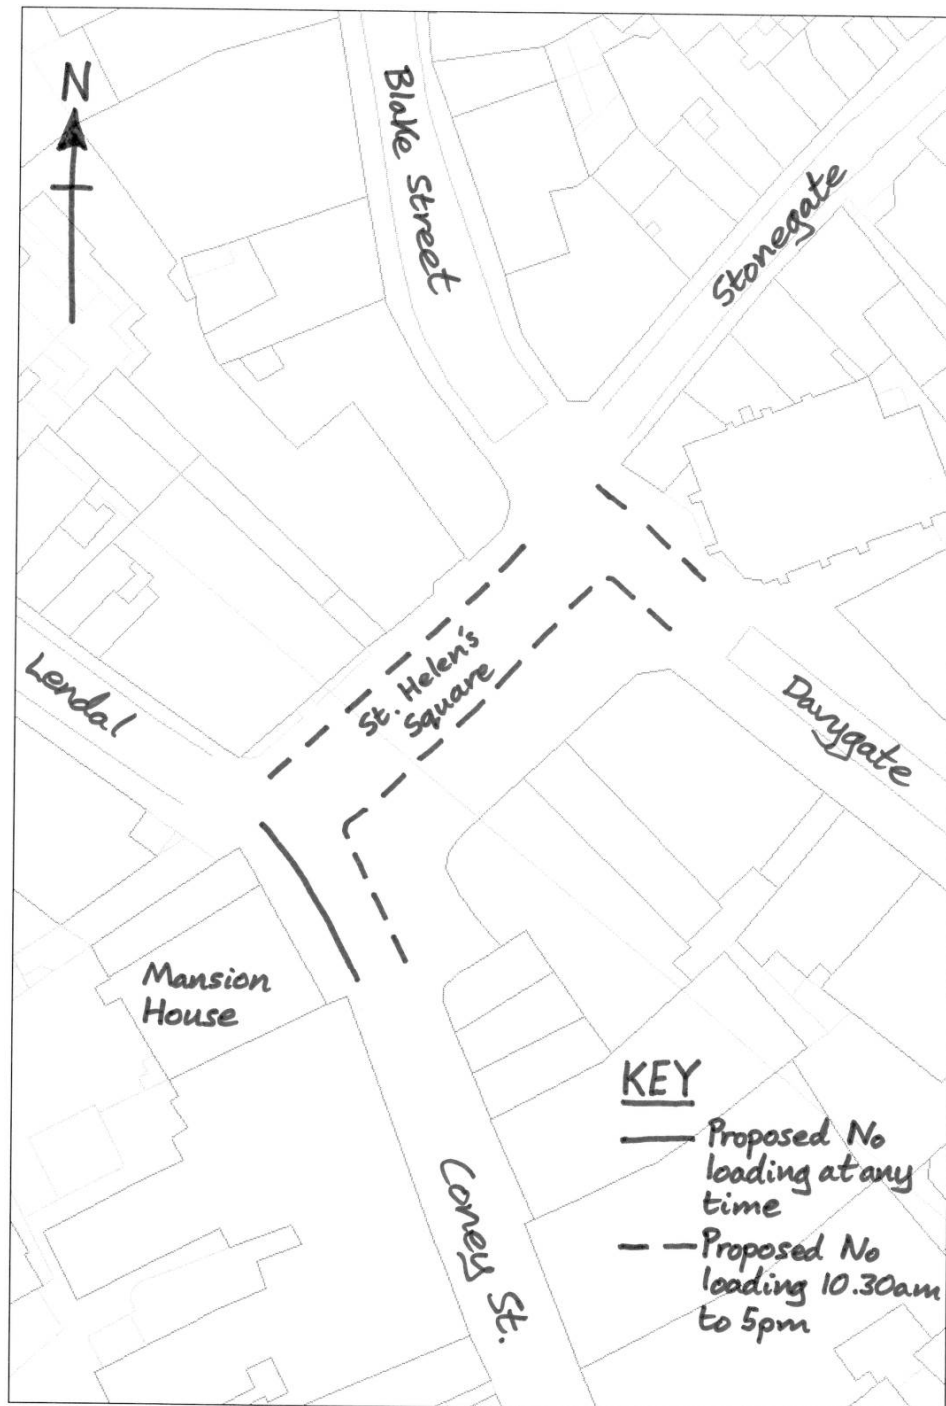 N
Blake Street
Stonegate
St. Helen's
Square
Lendal
Davygate
Mansion
House
Coney St.
KEY
Proposed No
loading at any
time
Proposed No
loading 10.30am
to 5pm